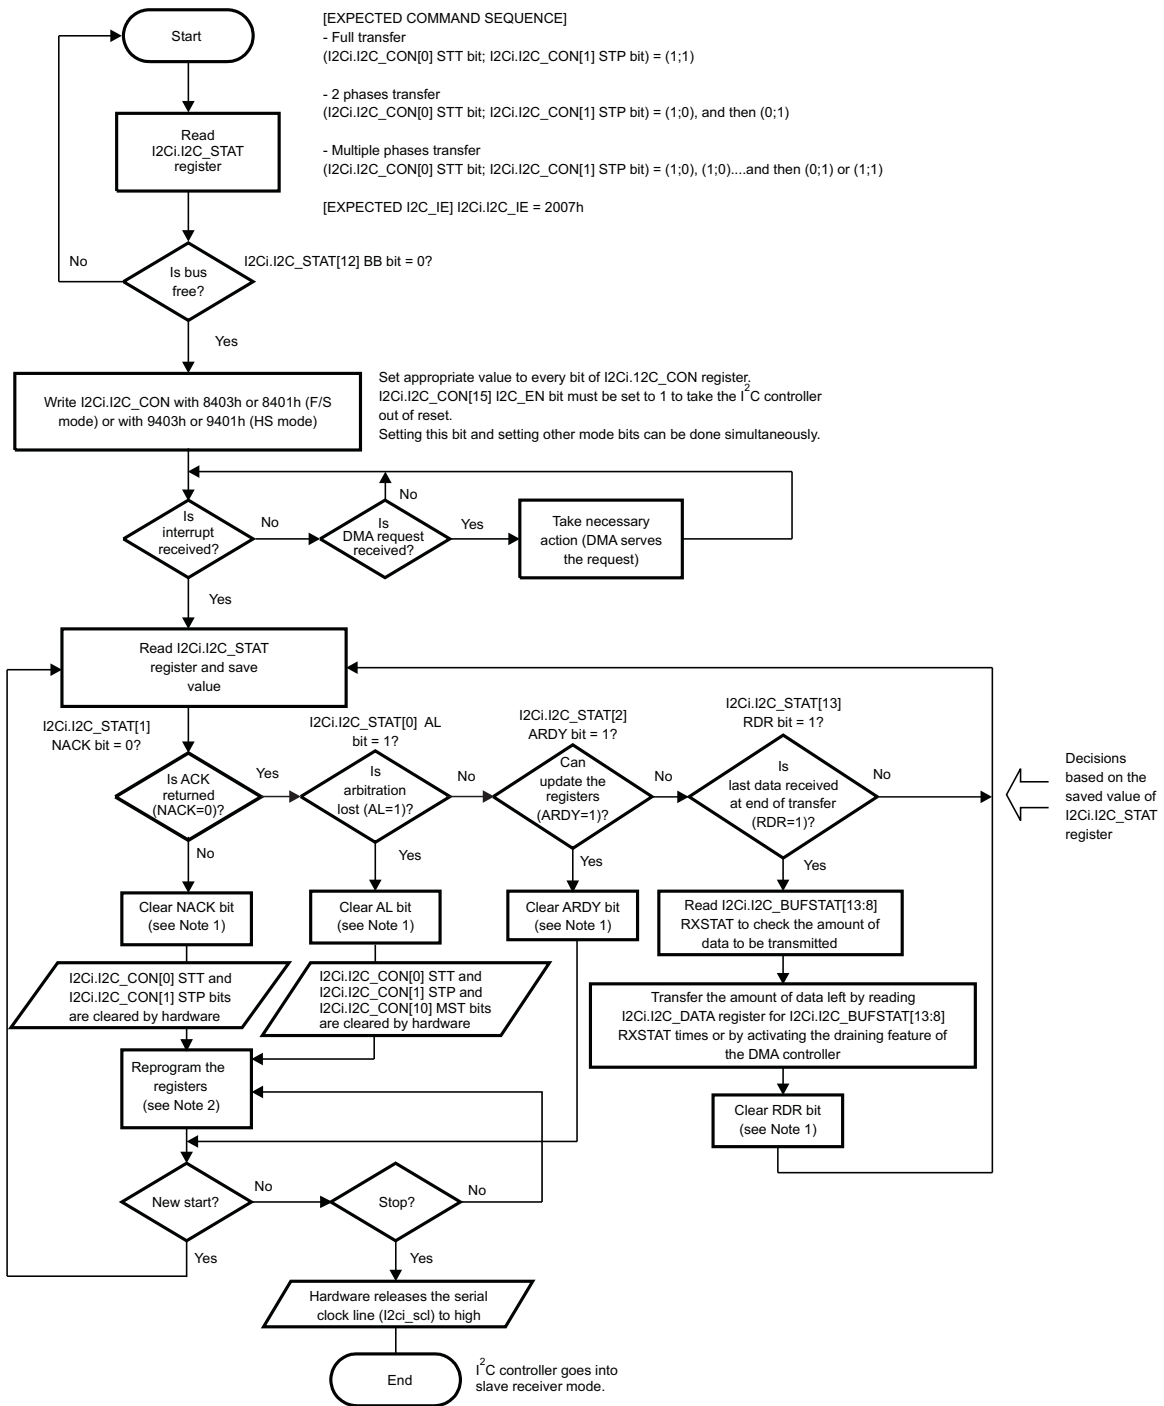 Start
[EXPECTED COMMAND SEQUENCE]
- Full transfer
(I2Ci.I2C_CON[0] STT bit; I2Ci.I2C_CON[1] STP bit) = (1;1)
- 2 phases transfer
(I2Ci.I2C_CON[0] STT bit; I2Ci.I2C_CON[1] STP bit) = (1;0), and then (0;1)
- Multiple phases transfer
(I2Ci.I2C_CON[0] STT bit; I2Ci.I2C_CON[1] STP bit) = (1;0), (1;0)....and then (0;1) or (1;1)
[EXPECTED I2C_IE] I2Ci.I2C_IE = 2007h
Read
I2Ci.I2C_STAT
register
No
Is bus
free?
I2Ci.I2C_STAT[12] BB bit = 0?
Yes
Write I2Ci.I2C_CON with 8403h or 8401h (F/S
mode) or with 9403h or 9401h (HS mode)
Set appropriate value to every bit of I2Ci.12C_CON register.
I2Ci.I2C_CON[15] I2C_EN bit must be set to 1 to take the I2C controller
out of reset.
Setting this bit and setting other mode bits can be done simultaneously.
Is
interrupt
received?
No
Is
DMA request
received?
No
Yes
Take necessary
action (DMA serves
the request)
Yes
Read I2Ci.I2C_STAT
register and save
value
I2Ci.I2C_STAT[1]
NACK bit = 0?
Is ACK
returned
(NACK=0)?
Yes
No
I2Ci.I2C_STAT[0] AL
bit = 1?
Is
arbitration
lost (AL=1)?
No
Yes
I2Ci.I2C_STAT[2]
ARDY bit = 1?
Can
update the
registers
(ARDY=1)?
No
Yes
I2Ci.I2C_STAT[13]
RDR bit = 1?
Is
last data received
at end of transfer
(RDR=1)?
No
Yes
Decisions
based on the
saved value of
I2Ci.I2C_STAT
register
Clear NACK bit
(see Note 1)
Clear AL bit
(see Note 1)
Clear ARDY bit
(see Note 1)
Read I2Ci.I2C_BUFSTAT[13:8]
RXSTAT to check the amount of
data to be transmitted
I2Ci.I2C_CON[0] STT and
I2Ci.I2C_CON[1] STP bits
are cleared by hardware
I2Ci.I2C_CON[0] STT and
I2Ci.I2C_CON[1] STP and
I2Ci.I2C_CON[10] MST bits
are cleared by hardware
Transfer the amount of data left by reading
I2Ci.I2C_DATA register for I2Ci.I2C_BUFSTAT[13:8]
RXSTAT times or by activating the draining feature of
the DMA controller
Reprogram the
registers
(see Note 2)
Clear RDR bit
(see Note 1)
New start?
No
Yes
Stop?
No
Yes
Hardware releases the serial
clock line (I2ci_scl) to high
End
I2C controller goes into
slave receiver mode.